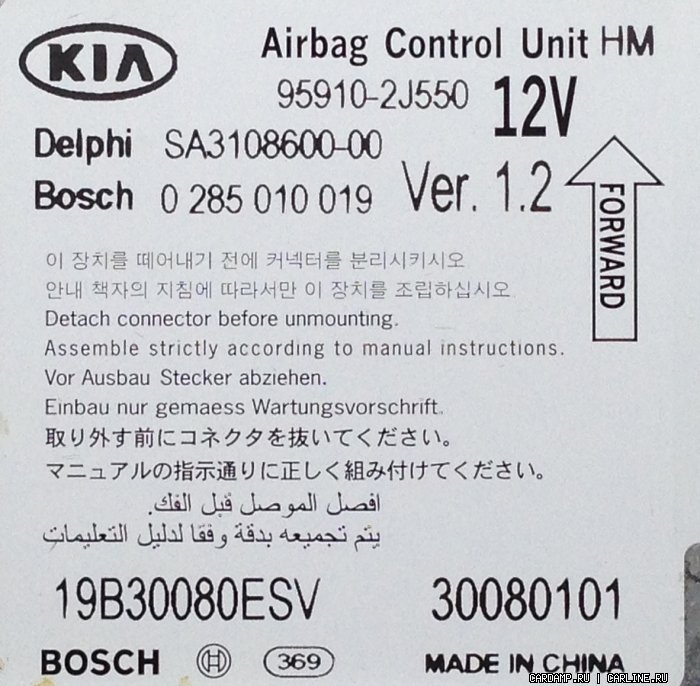 KIA
Airbag Control Unit HM
95910-2J550
12V
Delphi SA3108600-00
Bosch 0 285 010 019
Ver. 1.2
FORWARD
이 장치를 떼어내기 전에 커넥터를 분리시키시오
안내 책자의 지침에 따라서만 이 장치를 조립하십시오.
Detach connector before unmounting.
Assemble strictly according to manual instructions.
Vor Ausbau Stecker abziehen.
Einbau nur gemaess Wartungsvorschrift.
取り外す前にコネクタを抜いてください。
マニュアルの指示通りに正しく組み付けてください。
افصل الموصل قبل الفك.
يتم تجميعه بدقة وفقا لدليل التعليمات
19B30080ESV 30080101
BOSCH 369 MADE IN CHINA
CARDAMP.RU | CARLINE.RU